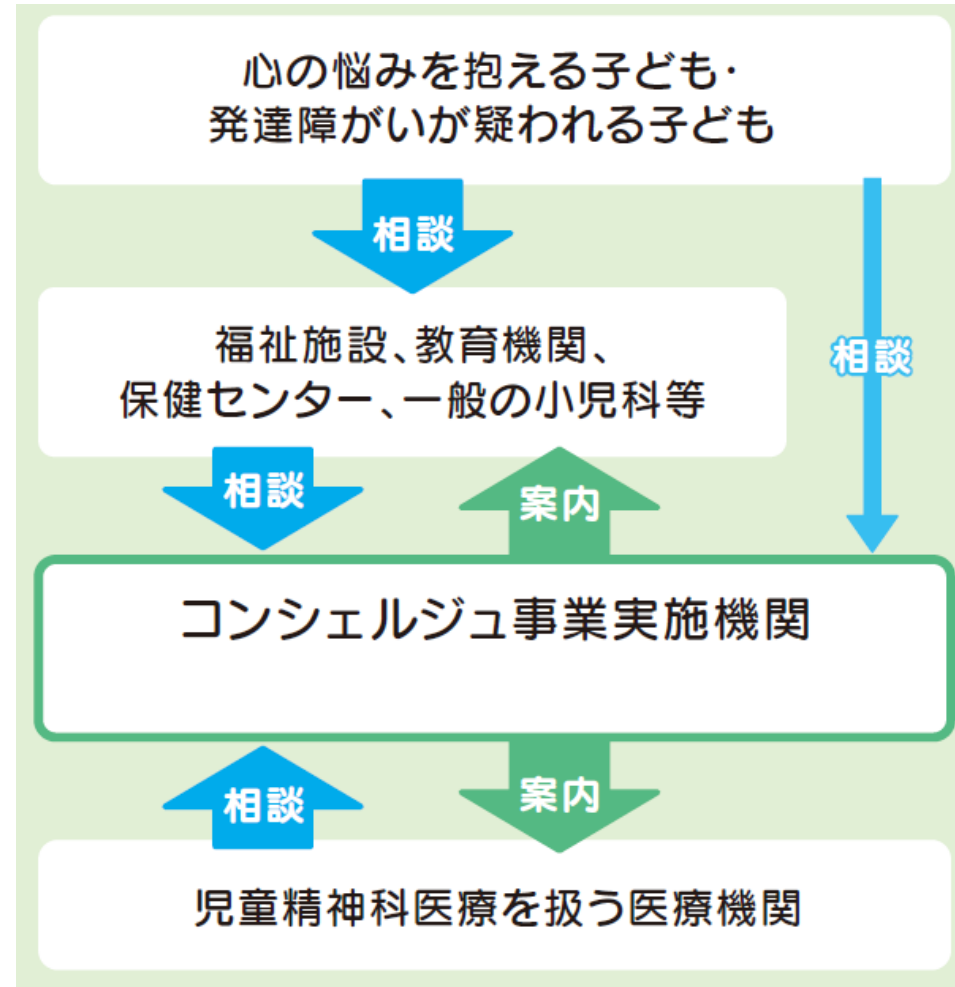 心の悩みを抱える子ども・
発達障がいが疑われる子ども
相談
福祉施設、教育機関、
保健センター、一般の小児科等
相談
相談
案内
コンシェルジュ事業実施機関
相談
案内
児童精神科医療を扱う医療機関